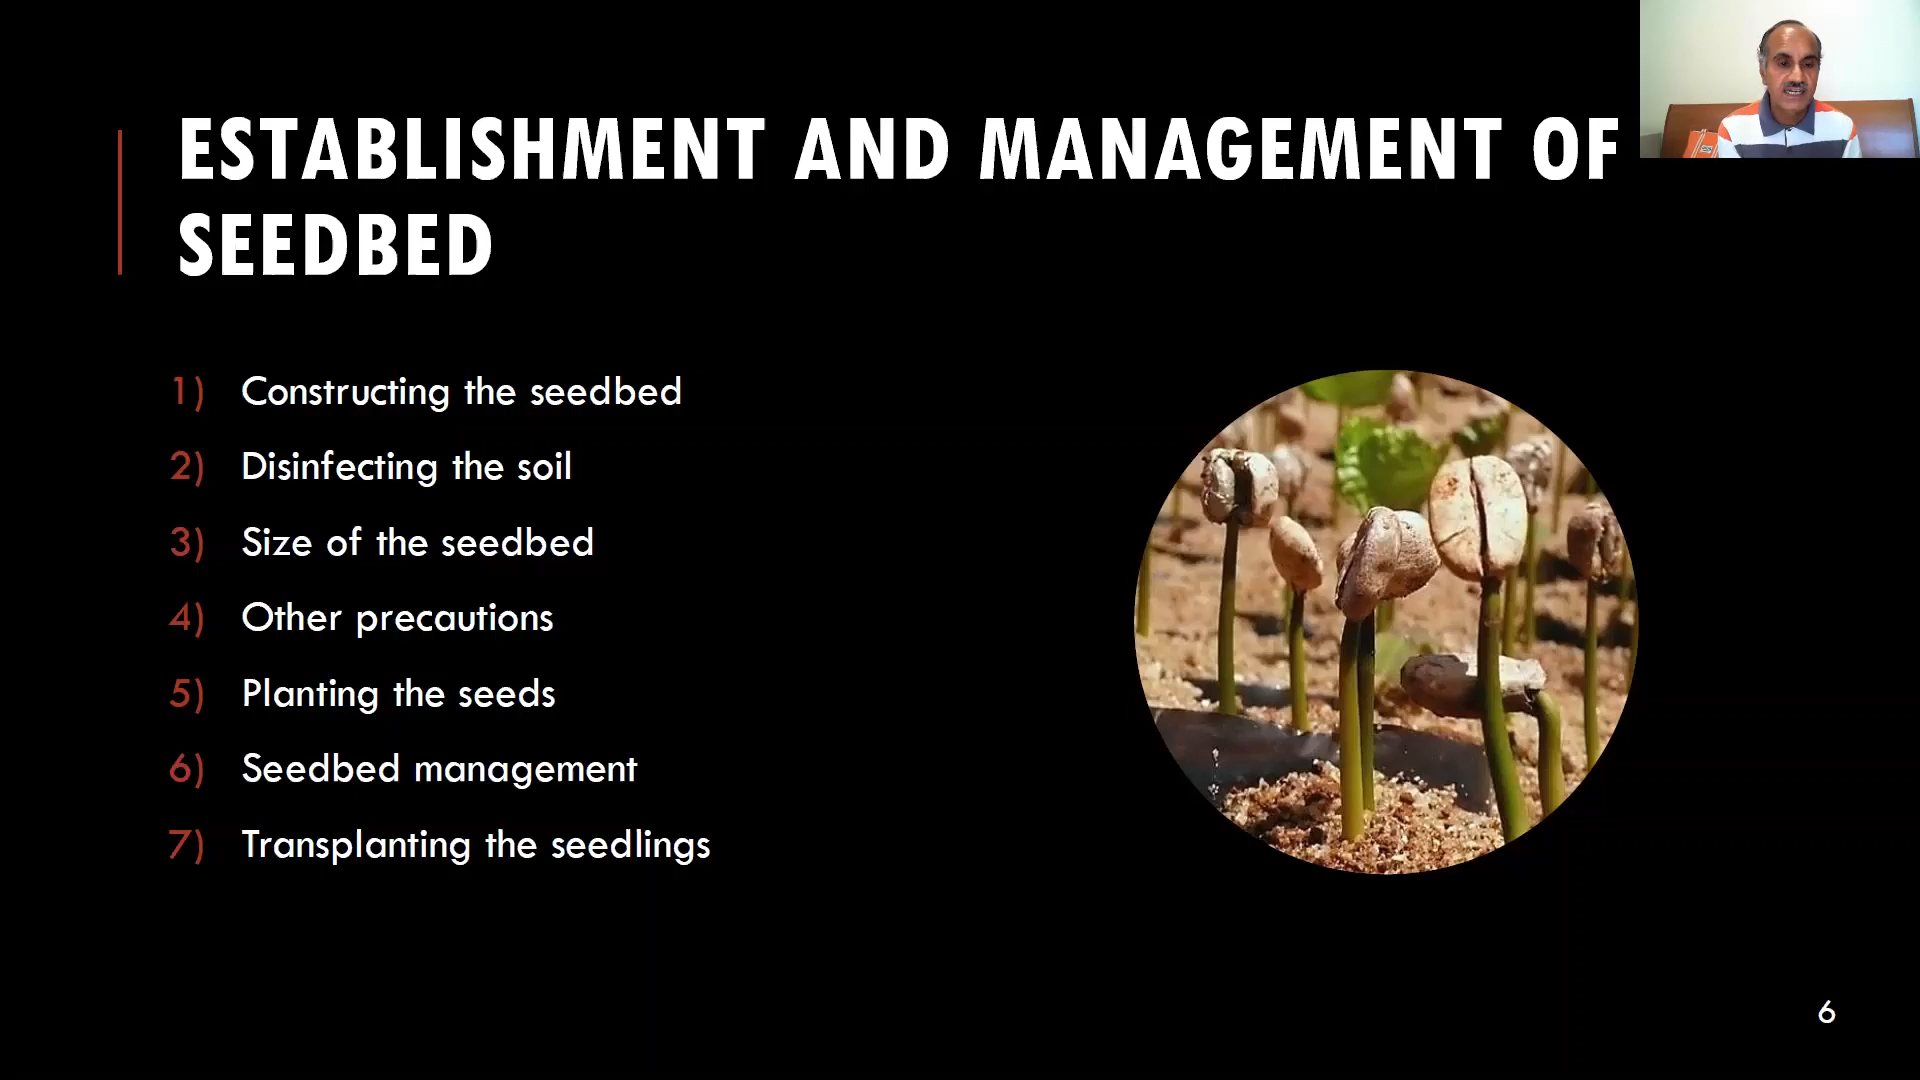 ESTABLISHMENT AND MANAGEMENT OF
SEEDBED
1) Constructing the seedbed
2) Disinfecting the soil
3) Size of the seedbed
4) Other precautions
5) Planting the seeds
6) Seedbed management
7) Transplanting the seedlings
6